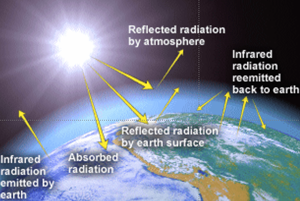 Reflected radiation
by atmosphere
Infrared
radiation
reemitted
back to earth
Reflected radiation
by earth surface
Absorbed
radiation
Infrared
radiation
emitted by
earth